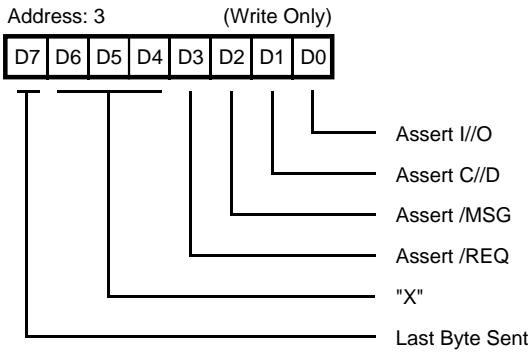 Address: 3 (Write Only)
D7 D6 D5 D4 D3 D2 D1 D0
Assert I//O
Assert C//D
Assert /MSG
Assert /REQ
"X"
Last Byte Sent